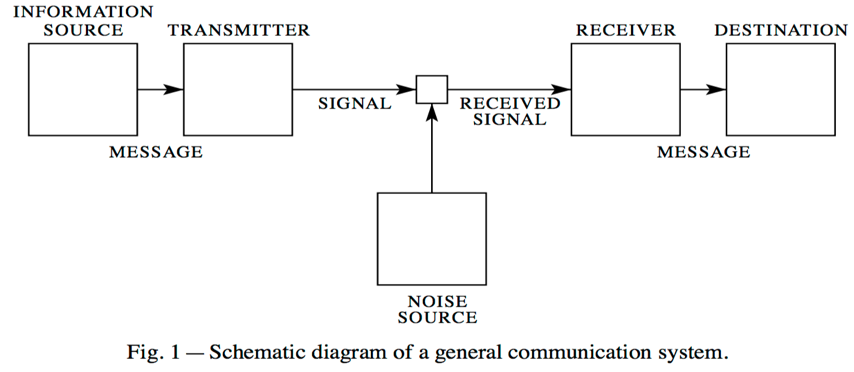 INFORMATION
SOURCE
TRANSMITTER
RECEIVER
DESTINATION
SIGNAL
RECEIVED
SIGNAL
MESSAGE
MESSAGE
NOISE
SOURCE
Fig. 1 — Schematic diagram of a general communication system.